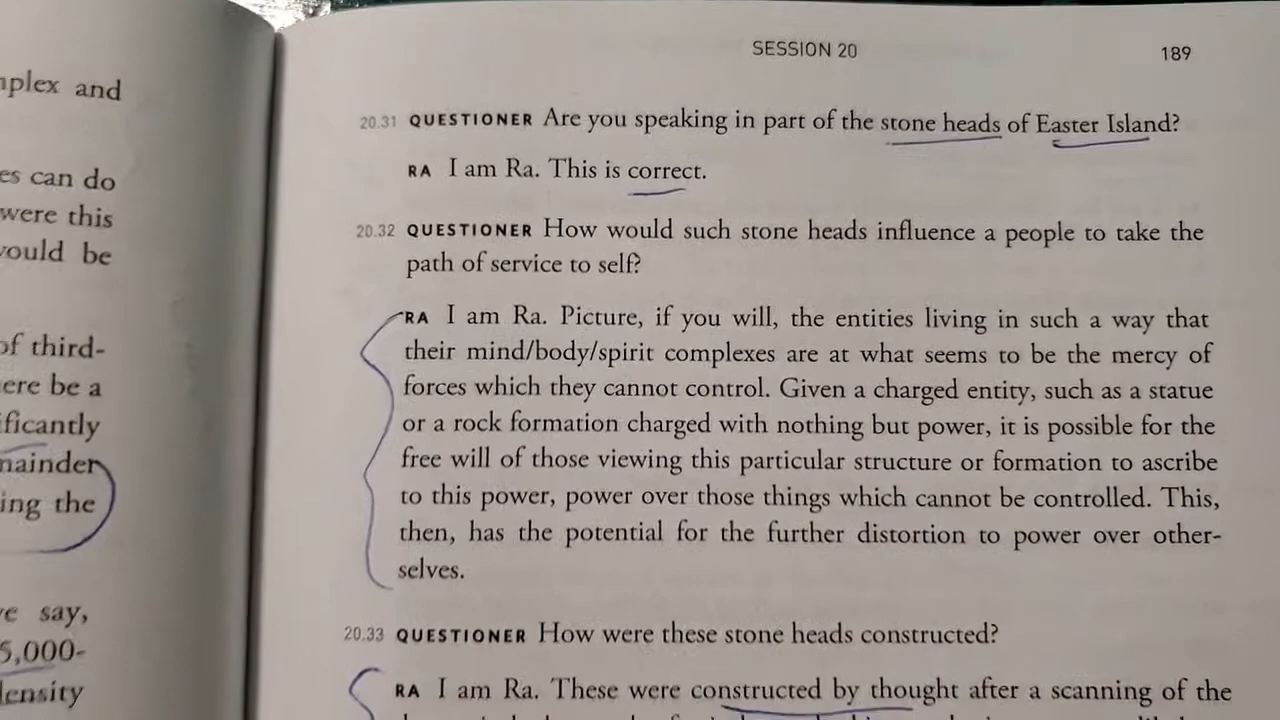 mplex and
es can do
were this
would be
of third-
ere be a
ificantly
mainder
ing the
ve say,
5,000-
density
SESSION 20
189
20.31 QUESTIONER Are you speaking in part of the stone heads of Easter Island?
RA I am Ra. This is correct.
20.32 QUESTIONER How would such stone heads influence a people to take the
path of service to self?
RA I am Ra. Picture, if you will, the entities living in such a way that
their mind/body/spirit complexes are at what seems to be the mercy of
forces which they cannot control. Given a charged entity, such as a statue
or a rock formation charged with nothing but power, it is possible for the
free will of those viewing this particular structure or formation to ascribe
to this power, power over those things which cannot be controlled. This,
then, has the potential for the further distortion to power over other-
selves.
20.33 QUESTIONER How were these stone heads constructed?
RA I am Ra. These were constructed by thought after a scanning of the